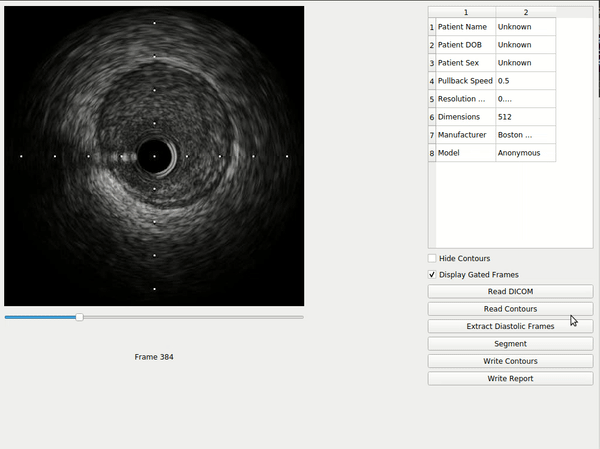 1 2
1 Patient Name Unknown
2 Patient DOB Unknown
3 Patient Sex Unknown
4 Pullback Speed 0.5
5 Resolution ... 0....
6 Dimensions 512
7 Manufacturer Boston ...
8 Model Anonymous
Hide Contours
Display Gated Frames
Read DICOM
Read Contours
Extract Diastolic Frames
Segment
Write Contours
Write Report
Frame 384